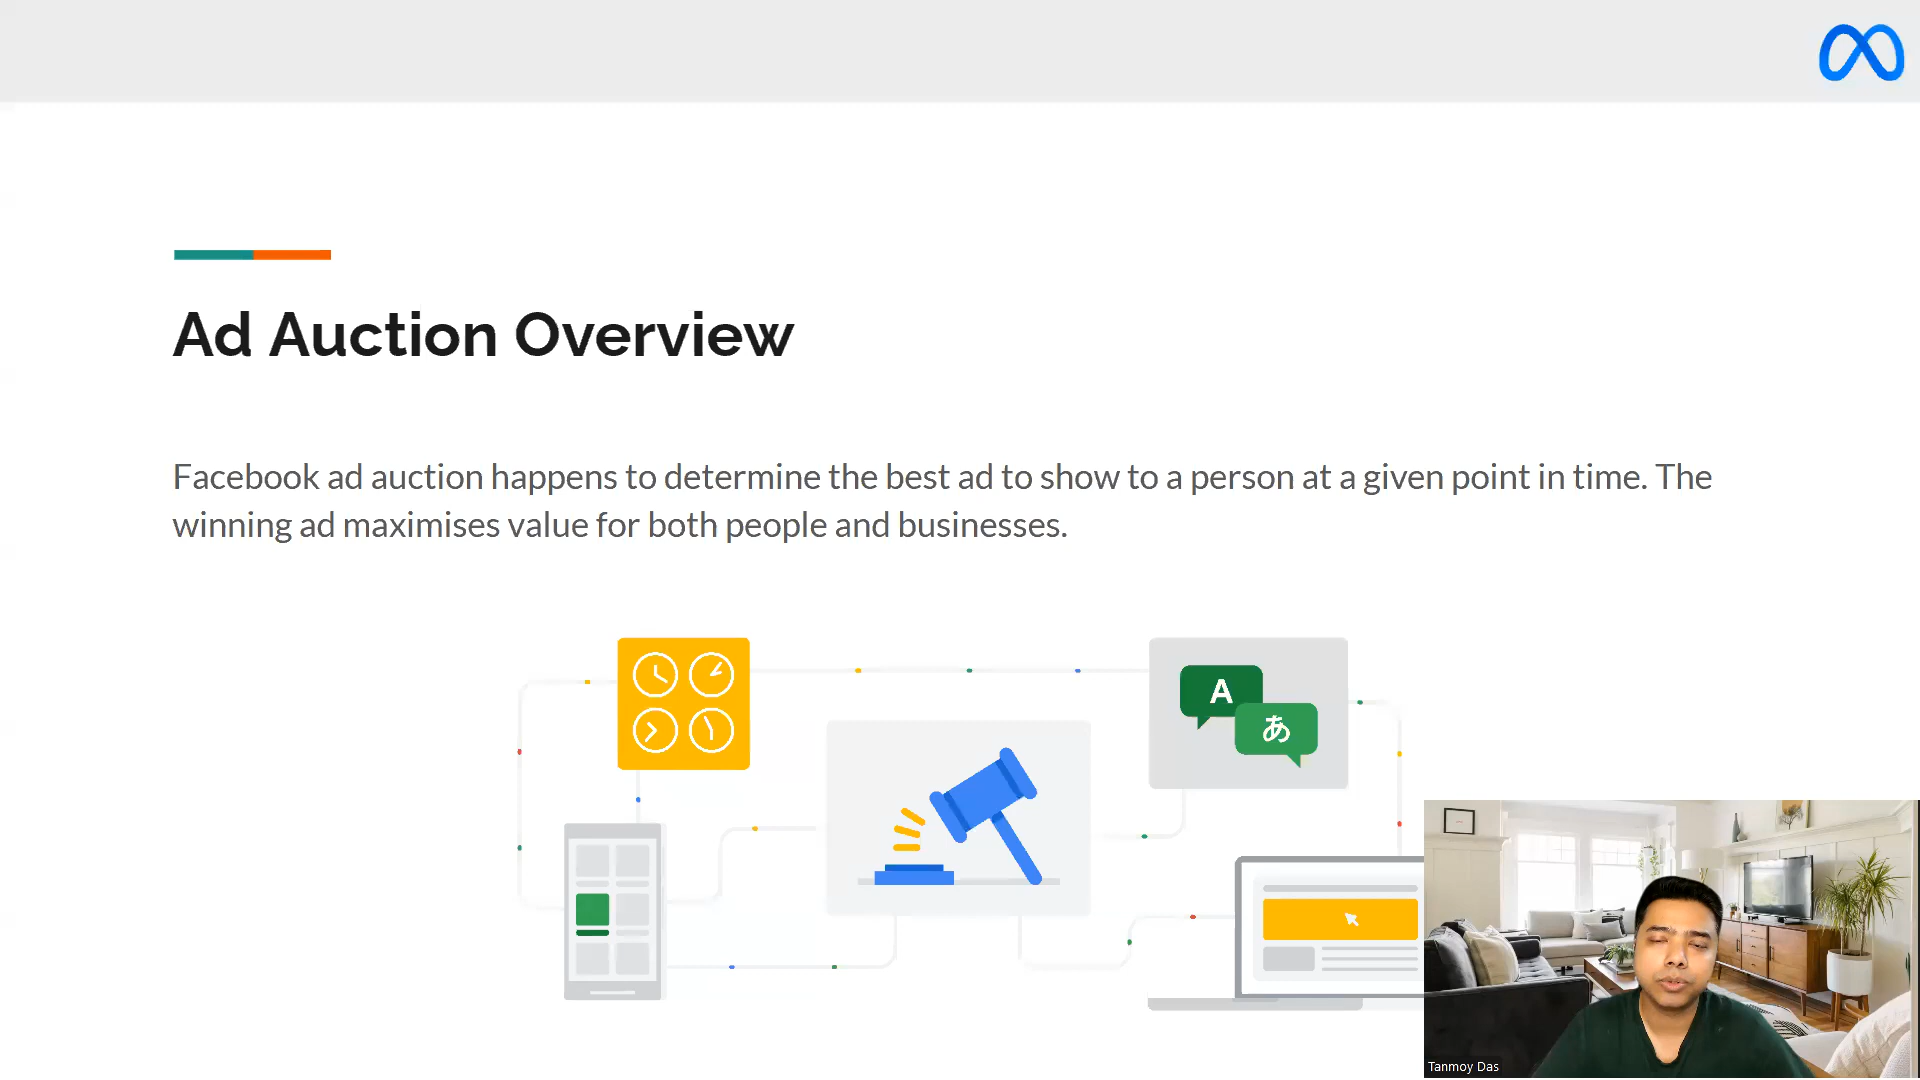 Ad Auction Overview
Facebook ad auction happens to determine the best ad to show to a person at a given point in time. The
winning ad maximises value for both people and businesses.
A
あ
Tanmoy Das